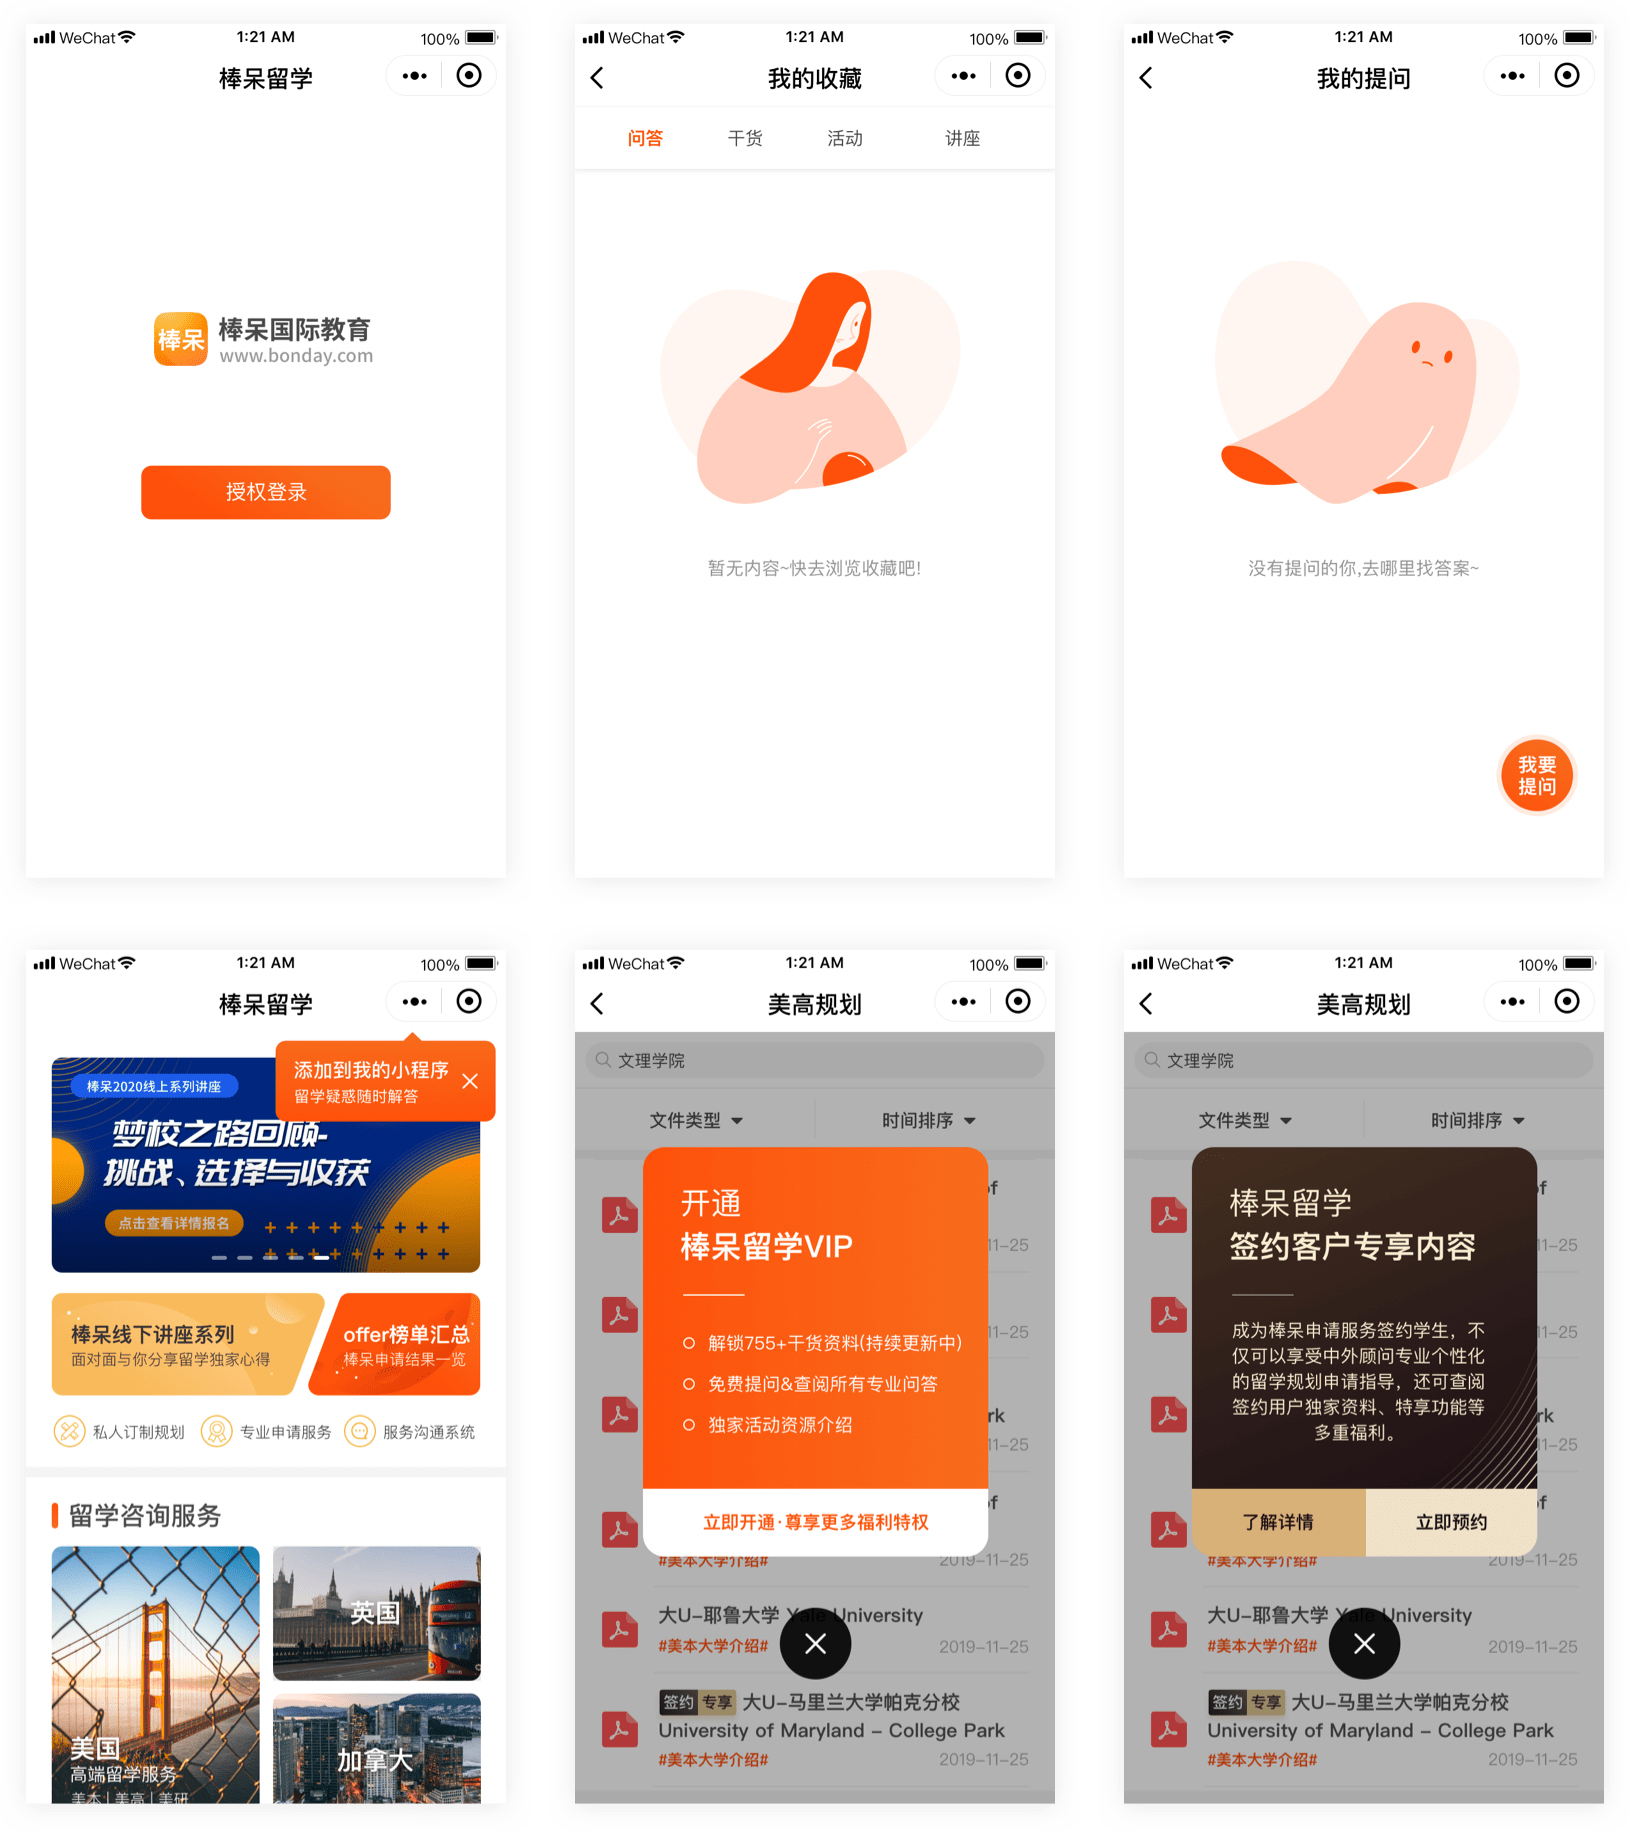 WeChat 1:21 AM 100%
棒呆留学
棒呆
棒呆国际教育
www.bonday.com
授权登录
WeChat 1:21 AM 100%
我的收藏
问答 干货 活动 讲座
暂无内容~快去浏览收藏吧!
WeChat 1:21 AM 100%
我的提问
没有提问的你,去哪里找答案~
我要
提问
WeChat 1:21 AM 100%
棒呆留学
添加到我的小程序
留学疑惑随时解答
棒呆2020线上系列讲座
梦校之路回顾-
挑战、选择与收获
点击查看详情报名
棒呆线下讲座系列
面对面与你分享留学独家心得
offer榜单汇总
棒呆申请结果一览
私人订制规划 专业申请服务 服务沟通系统
留学咨询服务
美国
高端留学服务
美本 | 美高 | 美研
英国
加拿大
WeChat 1:21 AM 100%
美高规划
文理学院
文件类型 时间排序
of
11-25
11-25
rk
11-25
of
开通
棒呆留学VIP
解锁755+干货资料(持续更新中)
免费提问&查阅所有专业问答
独家活动资源介绍
立即开通·尊享更多福利特权
#美本大学介绍# 2019-11-25
大U-耶鲁大学 Yale University
#美本大学介绍# 2019-11-25
签约 专享 大U-马里兰大学帕克分校
University of Maryland - College Park
#美本大学介绍# 2019-11-25
WeChat 1:21 AM 100%
美高规划
文理学院
文件类型 时间排序
of
11-25
11-25
rk
11-25
of
棒呆留学
签约客户专享内容
成为棒呆申请服务签约学生，不
仅可以享受中外顾问专业个性化
的留学规划申请指导，还可查阅
签约用户独家资料、特享功能等
多重福利。
了解详情 立即预约
#美本大学介绍# 2019-11-25
大U-耶鲁大学 Yale University
#美本大学介绍# 2019-11-25
签约 专享 大U-马里兰大学帕克分校
University of Maryland - College Park
#美本大学介绍# 2019-11-25